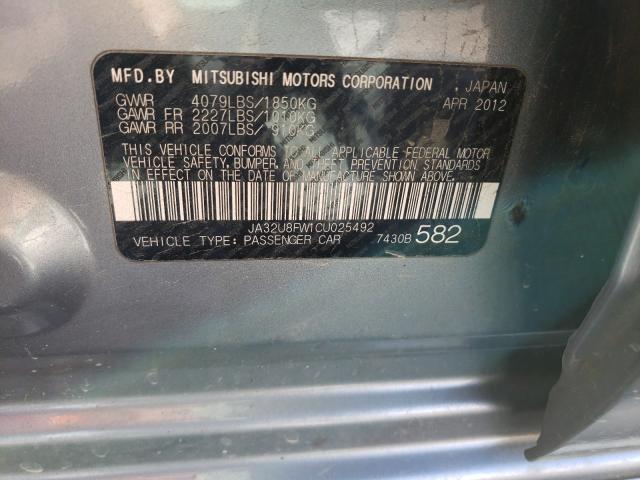 MFD.BY MITSUBISHI MOTORS CORPORATION , JAPAN
GVWR 4079LBS/1850KG APR 2012
GAWR FR 2227LBS/1010KG
GAWR RR 2007LBS/ 910KG
THIS VEHICLE CONFORMS TO ALL APPLICABLE FEDERAL MOTOR
VEHICLE SAFETY, BUMPER, AND THEFT PREVENTION STANDARDS
IN EFFECT ON THE DATE OF MANUFACTURE SHOWN ABOVE.
JA32U8FW1CU025492
VEHICLE TYPE: PASSENGER CAR 7430B 582